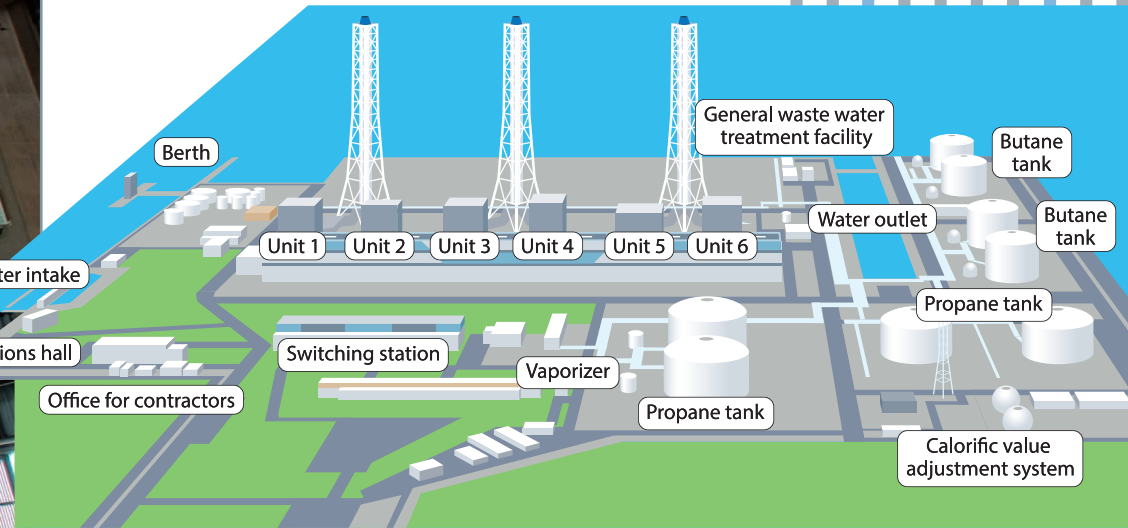 General waste water
treatment facility
Berth
Butane
tank
Butane
tank
Water outlet
Unit 1
Unit 2
Unit 3
Unit 4
Unit 5
Unit 6
ter intake
Propane tank
ions hall
Switching station
Vaporizer
Office for contractors
Propane tank
Calorific value
adjustment system